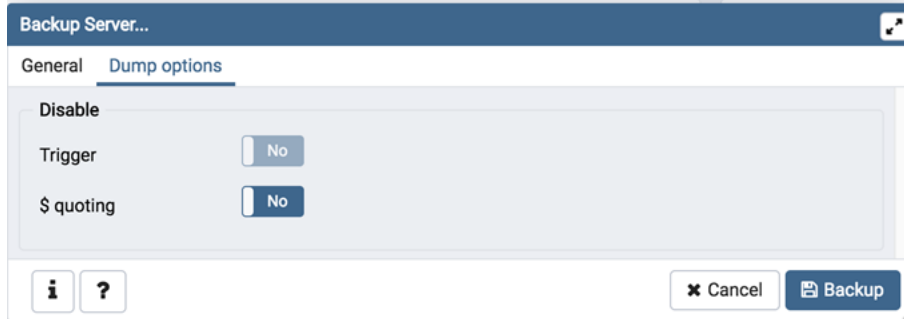 Backup Server...
General Dump options
Disable
Trigger No
$ quoting No
i ? Cancel Backup